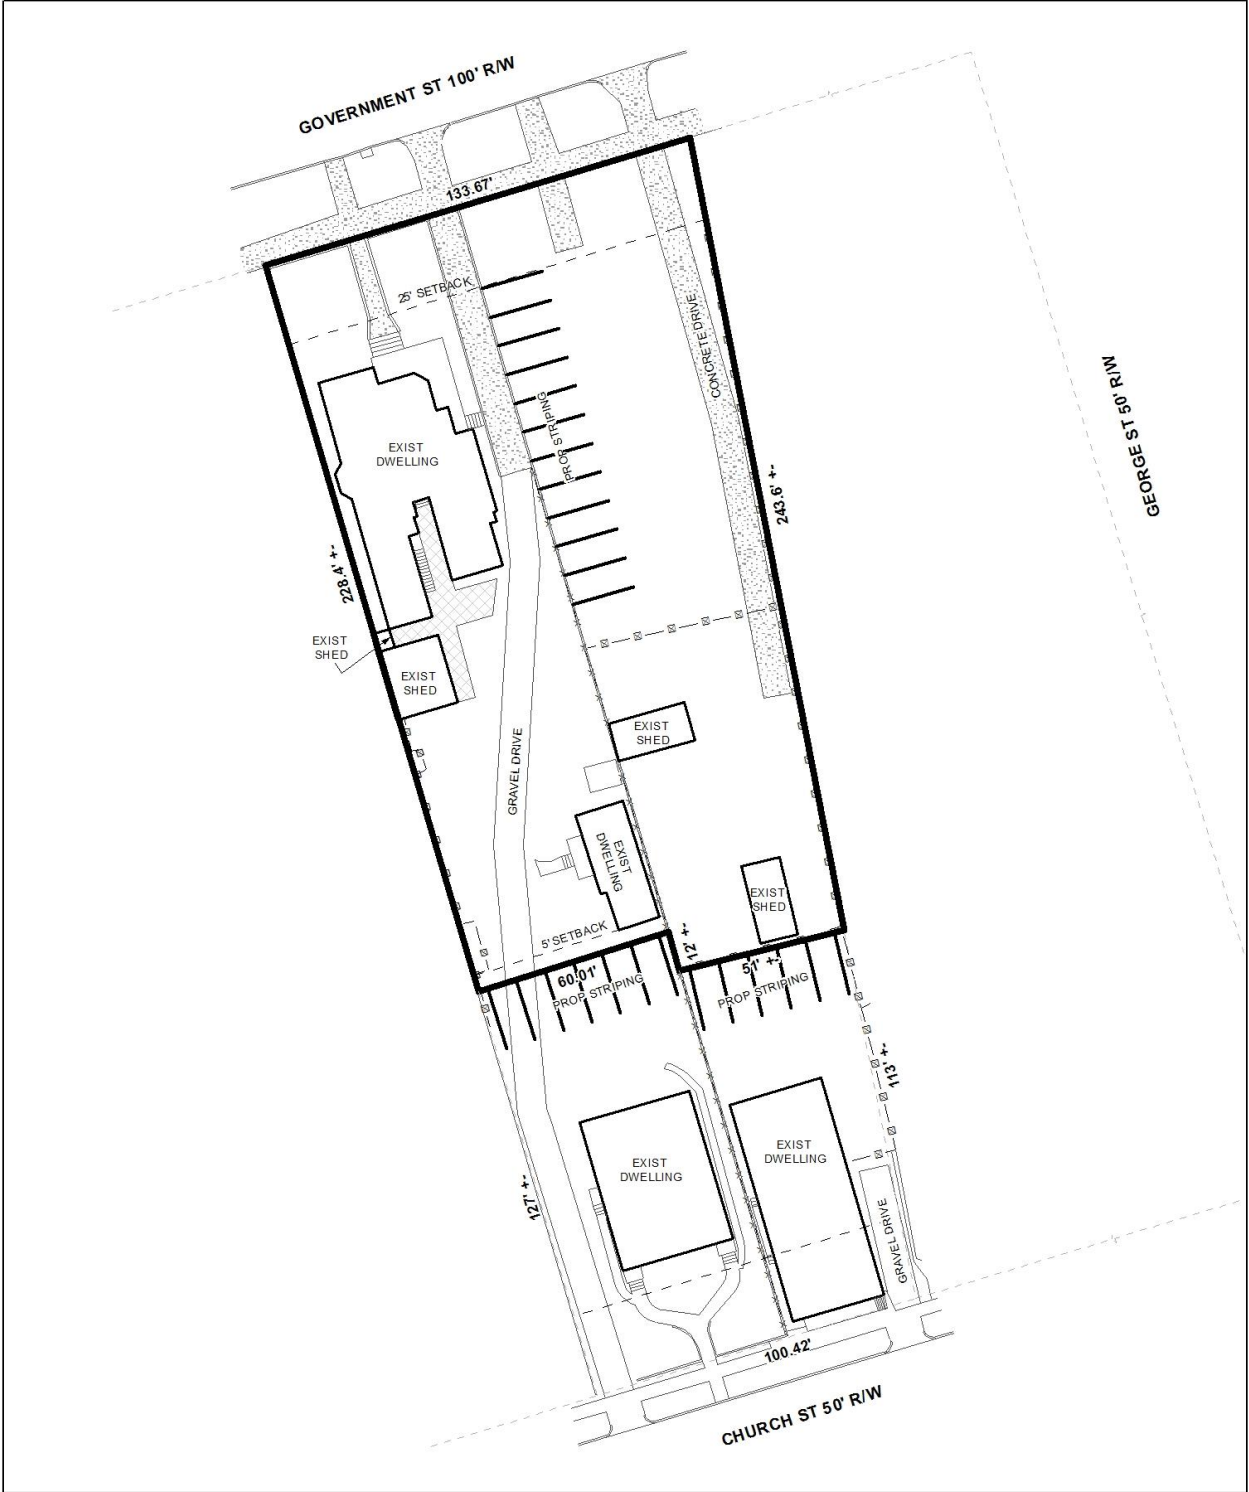 GOVERNMENT ST 100' R/W
133.67'
25' SETBACK
CONCRETE DRIVE
PROP STRIPING
GEORGE ST 50' R/W
EXIST
DWELLING
243.6' +-
228.4' +-
EXIST
SHED
EXIST
SHED
EXIST
SHED
GRAVEL DRIVE
EXIST
DWELLING
EXIST
SHED
5' SETBACK
12' +-
60.01'
51' +-
PROP STRIPING
PROP STRIPING
113' +-
EXIST
DWELLING
EXIST
DWELLING
127' +-
GRAVEL DRIVE
100.42'
CHURCH ST 50' R/W